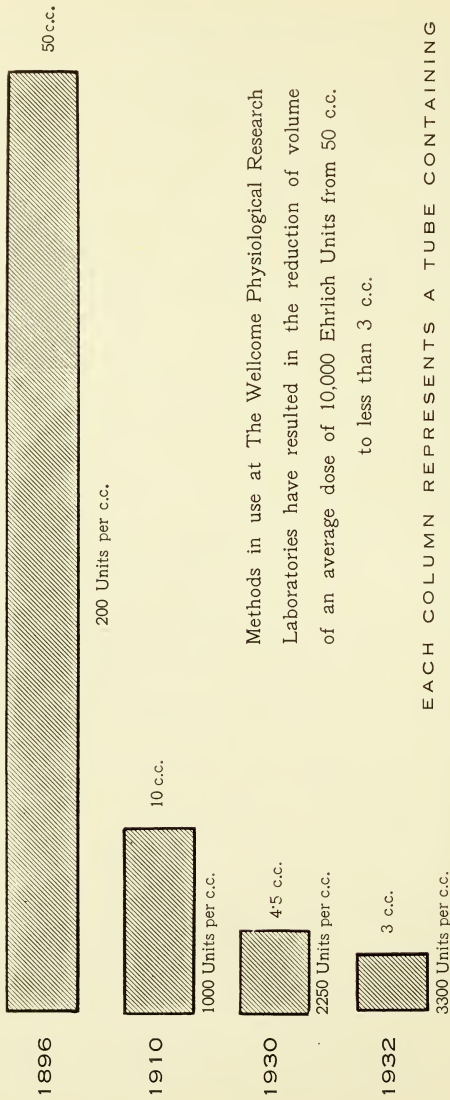 1896
50 c.c.
200 Units per c.c.
1910
10 c.c.
1000 Units per c.c.
1930
4·5 c.c.
2250 Units per c.c.
1932
3 c.c.
3300 Units per c.c.
Methods in use at The Wellcome Physiological Research
Laboratories have resulted in the reduction of volume
of an average dose of 10,000 Ehrlich Units from 50 c.c.
to less than 3 c.c.
EACH COLUMN REPRESENTS A TUBE CONTAINING